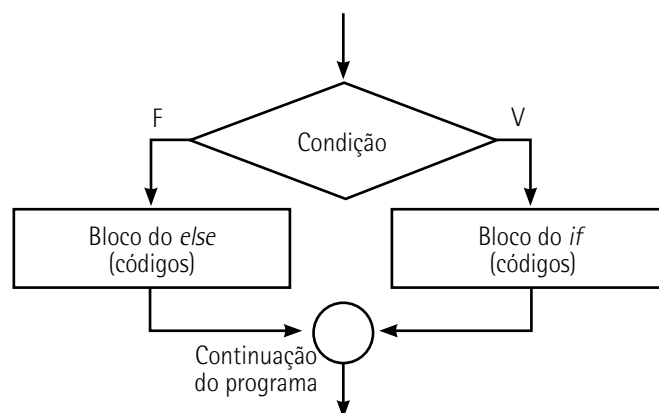 F
V
Condição
Bloco do else
(códigos)
Bloco do if
(códigos)
Continuação
do programa